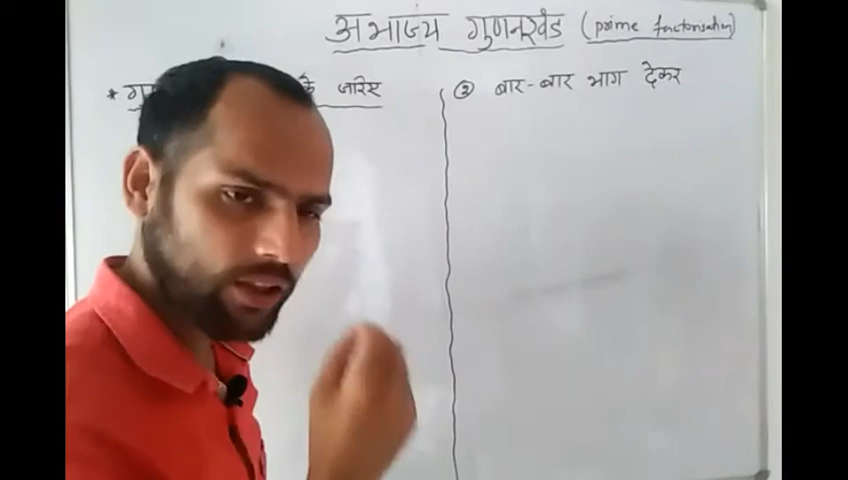 अभाज्य गुणनखंड (prime factorisation)
* गु के जरिए
② बार-बार भाग देकर